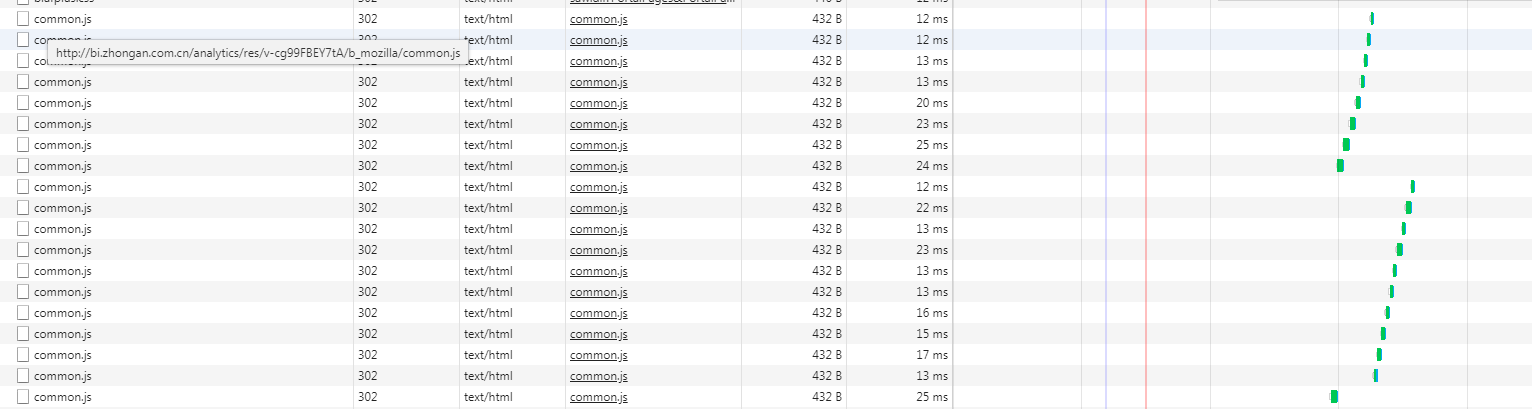 common.js 302 text/html common.js 432 B 12 ms
common.js 302 text/html common.js 432 B 12 ms
http://bi.zhongan.com.cn/analytics/res/v-cg99FBEY7tA/b_mozilla/common.js
common.js 302 text/html common.js 432 B 13 ms
common.js 302 text/html common.js 432 B 13 ms
common.js 302 text/html common.js 432 B 20 ms
common.js 302 text/html common.js 432 B 23 ms
common.js 302 text/html common.js 432 B 25 ms
common.js 302 text/html common.js 432 B 24 ms
common.js 302 text/html common.js 432 B 12 ms
common.js 302 text/html common.js 432 B 22 ms
common.js 302 text/html common.js 432 B 13 ms
common.js 302 text/html common.js 432 B 23 ms
common.js 302 text/html common.js 432 B 13 ms
common.js 302 text/html common.js 432 B 13 ms
common.js 302 text/html common.js 432 B 16 ms
common.js 302 text/html common.js 432 B 15 ms
common.js 302 text/html common.js 432 B 17 ms
common.js 302 text/html common.js 432 B 13 ms
common.js 302 text/html common.js 432 B 25 ms